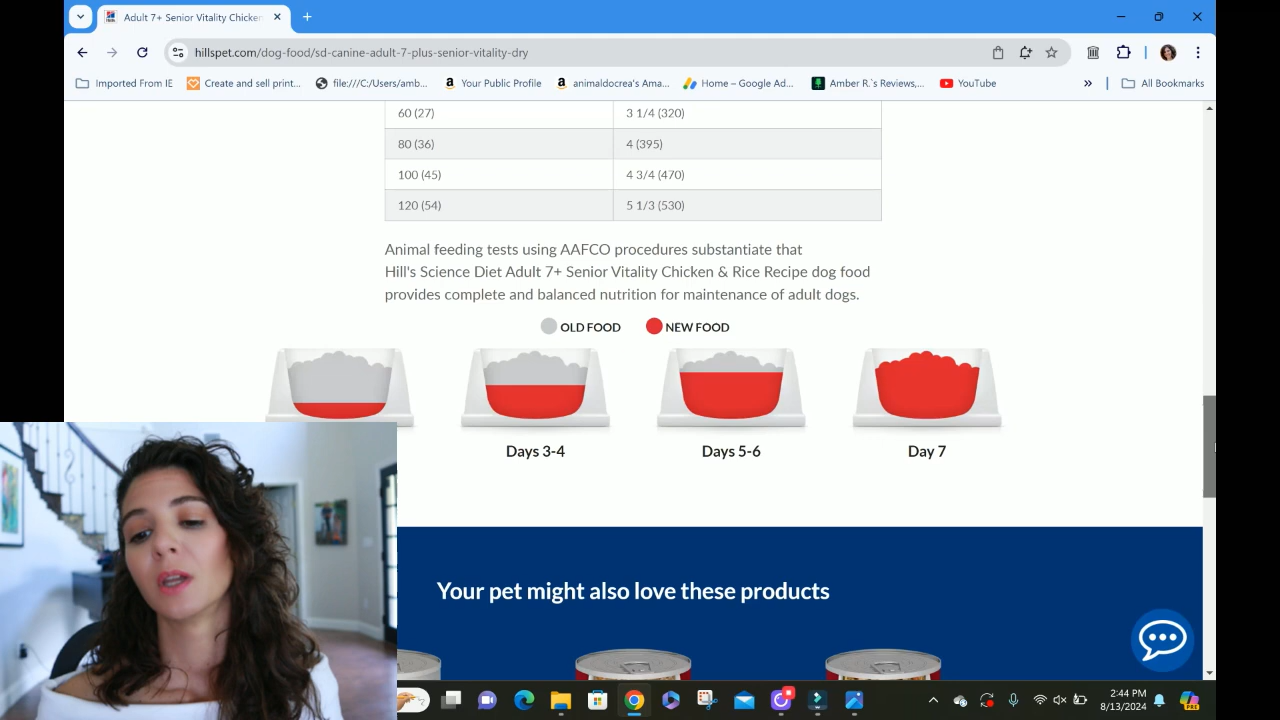 Adult 7+ Senior Vitality Chicken
hillspet.com/dog-food/sd-canine-adult-7-plus-senior-vitality-dry
Imported From IE
Create and sell print...
file:///C:/Users/amb...
Your Public Profile
animaldocrea's Ama...
Home – Google Ad...
Amber R.`s Reviews,...
YouTube
»
All Bookmarks
60 (27) 3 1/4 (320)
80 (36) 4 (395)
100 (45) 4 3/4 (470)
120 (54) 5 1/3 (530)
Animal feeding tests using AAFCO procedures substantiate that
Hill's Science Diet Adult 7+ Senior Vitality Chicken & Rice Recipe dog food
provides complete and balanced nutrition for maintenance of adult dogs.
OLD FOOD NEW FOOD
Days 3-4 Days 5-6 Day 7
Your pet might also love these products
2:44 PM
8/13/2024
PRE